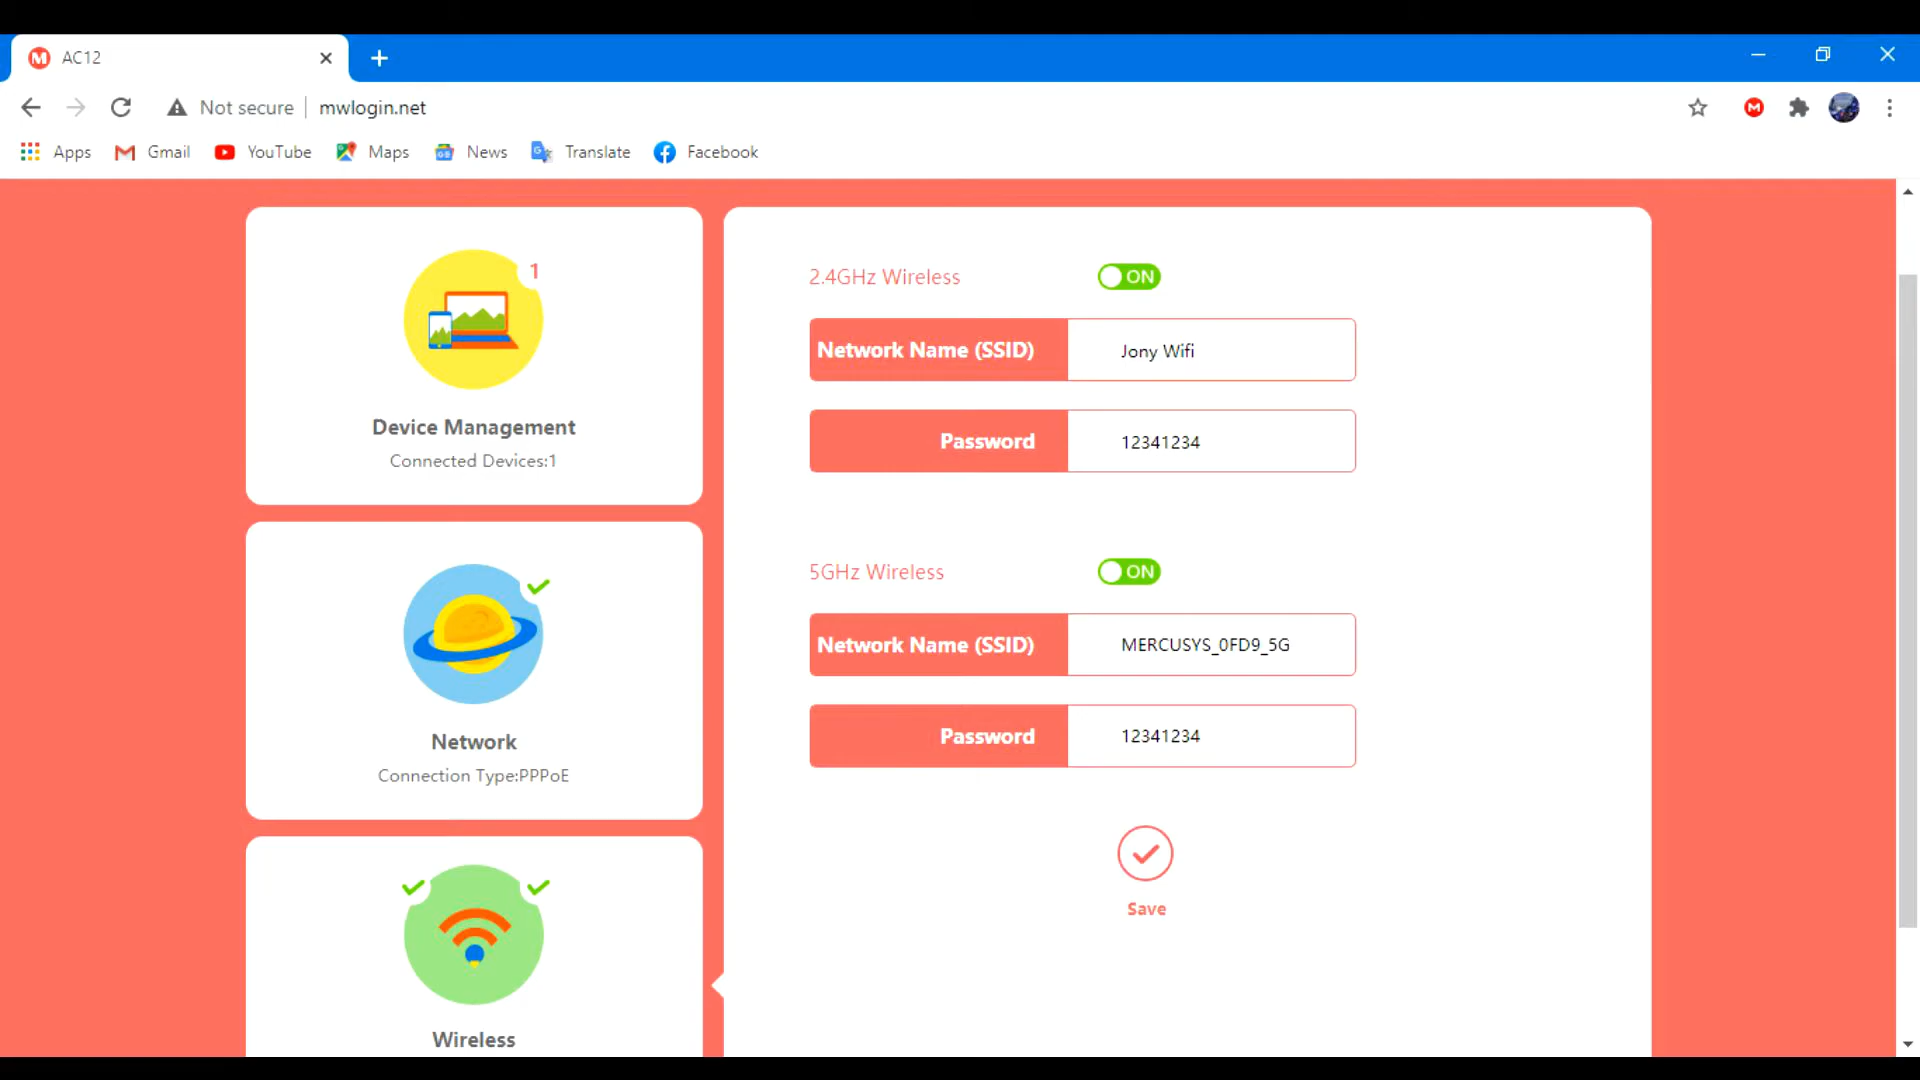 AC12
Not secure mwlogin.net
M
Apps Gmail YouTube Maps News Translate Facebook
1
Device Management
Connected Devices:1
Network
Connection Type:PPPoE
Wireless
2.4GHz Wireless ON
Network Name (SSID) Jony Wifi
Password 12341234
5GHz Wireless ON
Network Name (SSID) MERCUSYS_0FD9_5G
Password 12341234
Save